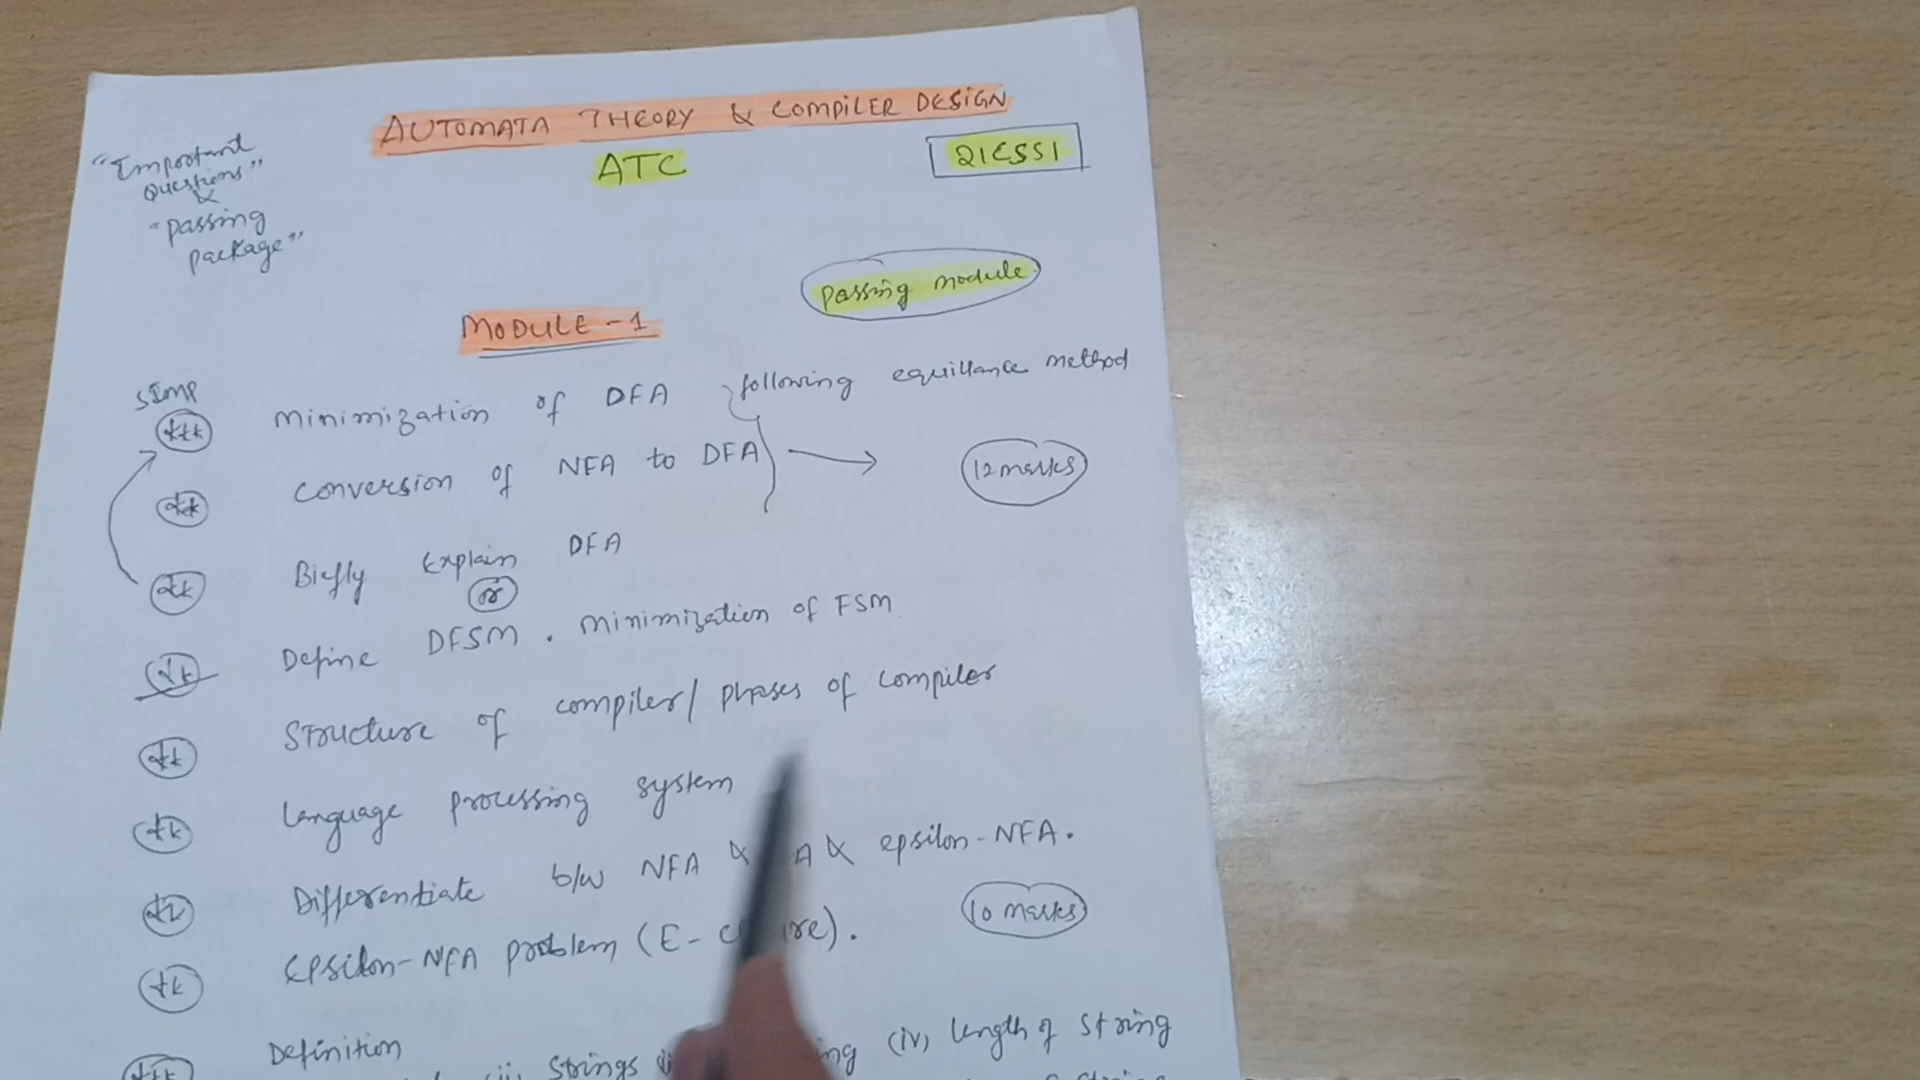 AUTOMATA THEORY & COMPILER DESIGN
ATC
21CS51
"Important
Questions"
&
"passing
package"
passing module
MODULE - 1
SIMP
Minimization of DFA
following equillance method
Conversion of NFA to DFA
12 marks
Biefly Explain DFA
or
Define DFSM . Minimization of FSM
Structure of compiler/ phases of compiler
Language processing system
Differentiate b/w NFA & A & epsilon-NFA.
Epsilon-NFA problem (E-
10 marks
Definition
(ii) Strings (iv) length of string